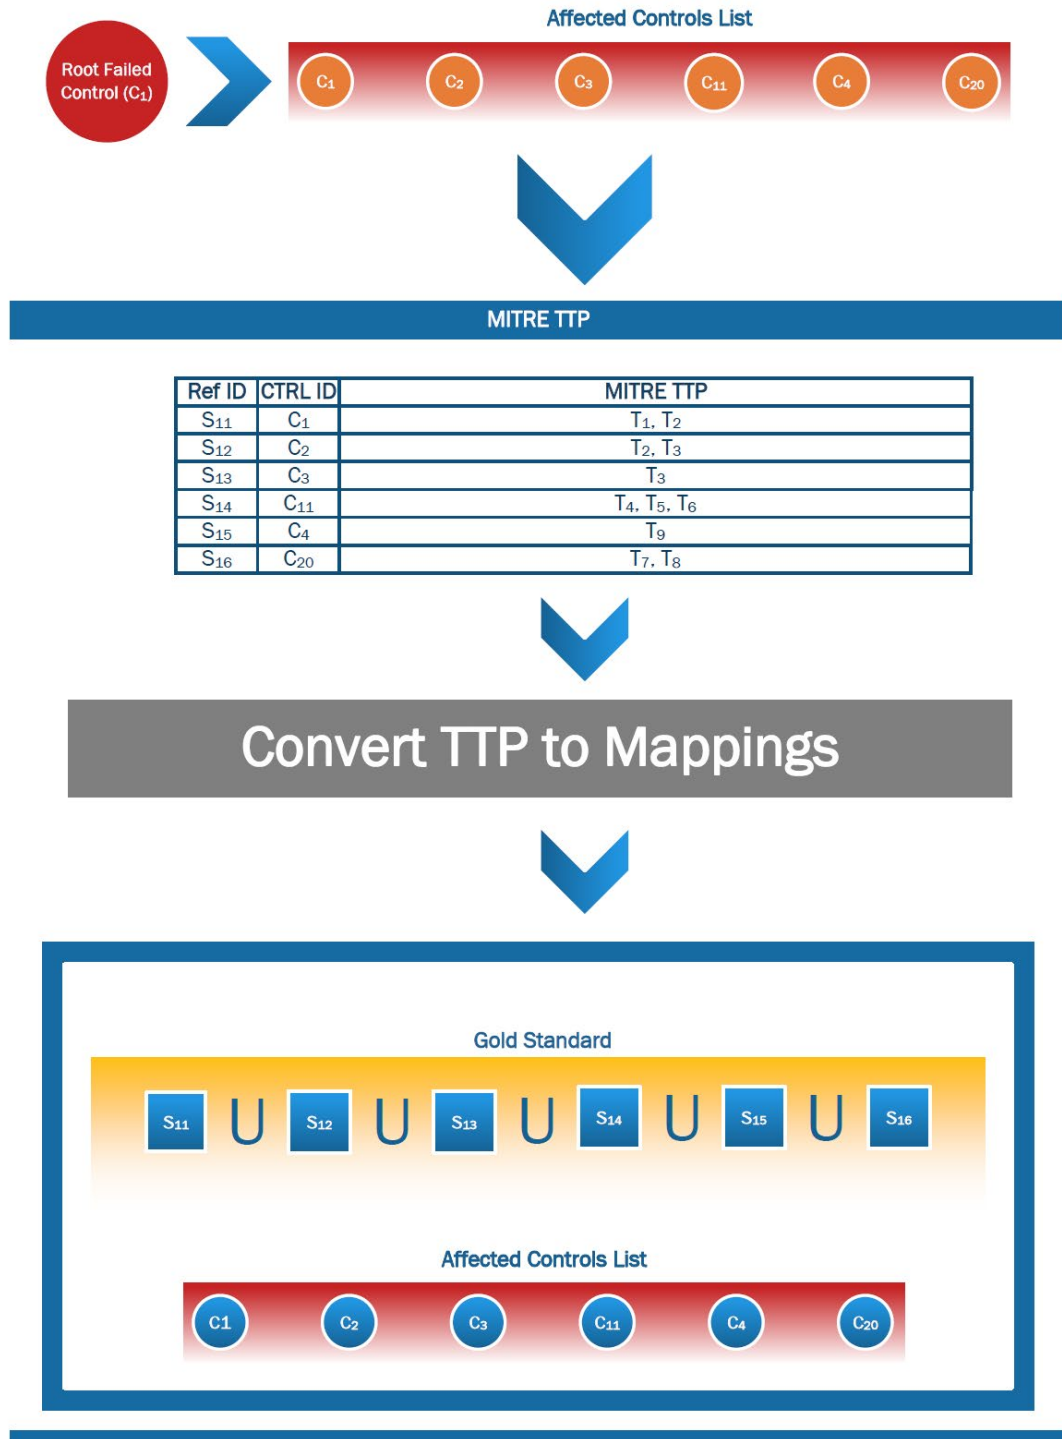 Affected Controls List
Root Failed
Control (C₁)
C₁ C₂ C₃ C₁₁ C₄ C₂₀
MITRE TTP
Ref ID CTRL ID MITRE TTP
S₁₁ C₁ T₁, T₂
S₁₂ C₂ T₂, T₃
S₁₃ C₃ T₃
S₁₄ C₁₁ T₄, T₅, T₆
S₁₅ C₄ T₉
S₁₆ C₂₀ T₇, T₈
Convert TTP to Mappings
Gold Standard
S₁₁ U S₁₂ U S₁₃ U S₁₄ U S₁₅ U S₁₆
Affected Controls List
C1 C₂ C₃ C₁₁ C₄ C₂₀